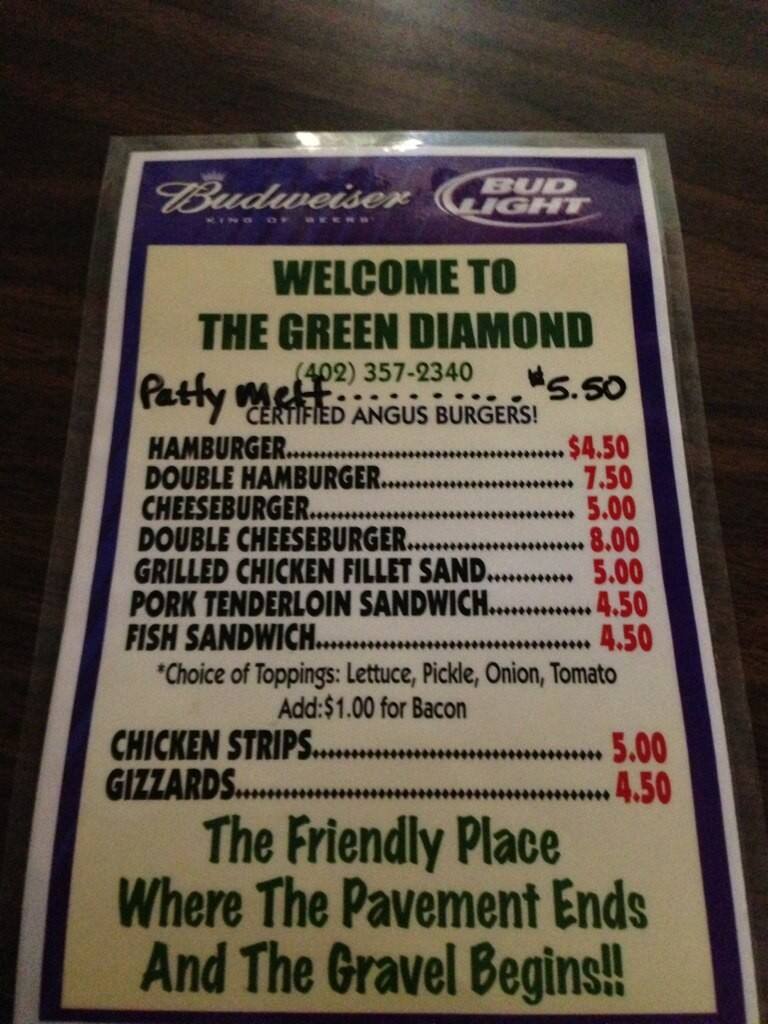 Budweiser
KING OF BEERS
BUD
LIGHT
WELCOME TO
THE GREEN DIAMOND
(402) 357-2340
Patty Melt.......... $5.50
CERTIFIED ANGUS BURGERS!
HAMBURGER.......... $4.50
DOUBLE HAMBURGER.......... 7.50
CHEESEBURGER.......... 5.00
DOUBLE CHEESEBURGER.......... 8.00
GRILLED CHICKEN FILLET SAND.......... 5.00
PORK TENDERLOIN SANDWICH.......... 4.50
FISH SANDWICH.......... 4.50
*Choice of Toppings: Lettuce, Pickle, Onion, Tomato
Add:$1.00 for Bacon
CHICKEN STRIPS.......... 5.00
GIZZARDS.......... 4.50
The Friendly Place
Where The Pavement Ends
And The Gravel Begins!!